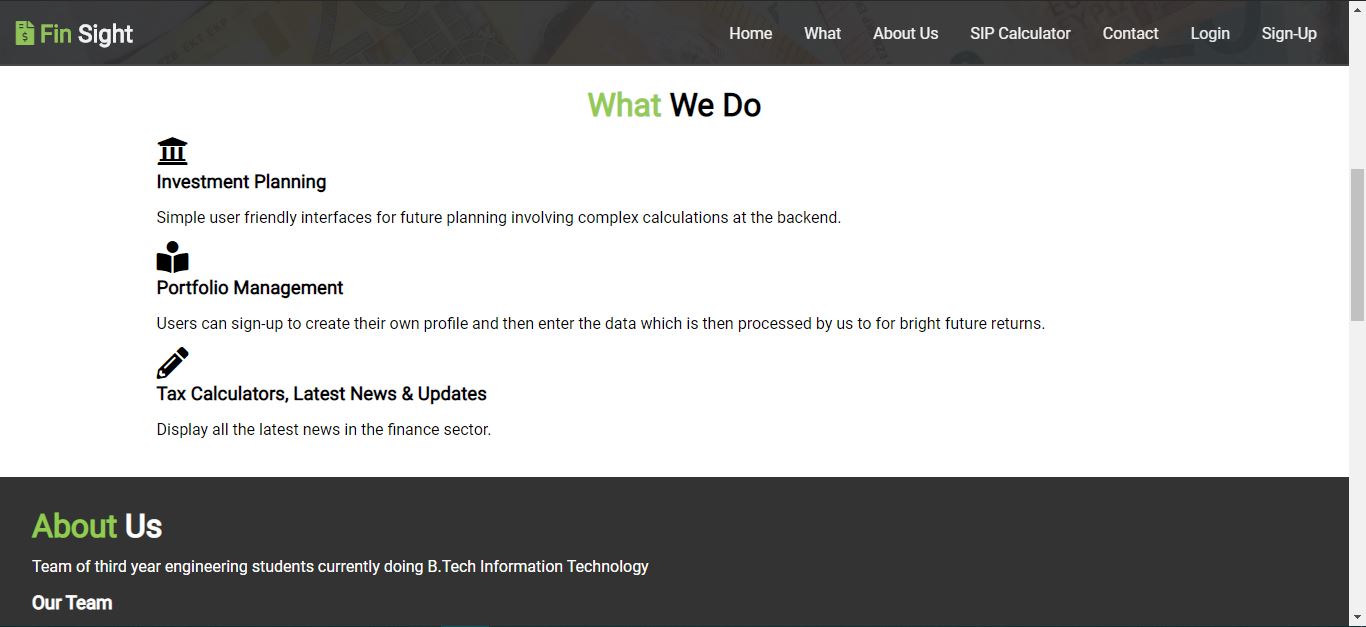 Fin Sight
Home What About Us SIP Calculator Contact Login Sign-Up
What We Do
Investment Planning
Simple user friendly interfaces for future planning involving complex calculations at the backend.
Portfolio Management
Users can sign-up to create their own profile and then enter the data which is then processed by us to for bright future returns.
Tax Calculators, Latest News & Updates
Display all the latest news in the finance sector.
About Us
Team of third year engineering students currently doing B.Tech Information Technology
Our Team